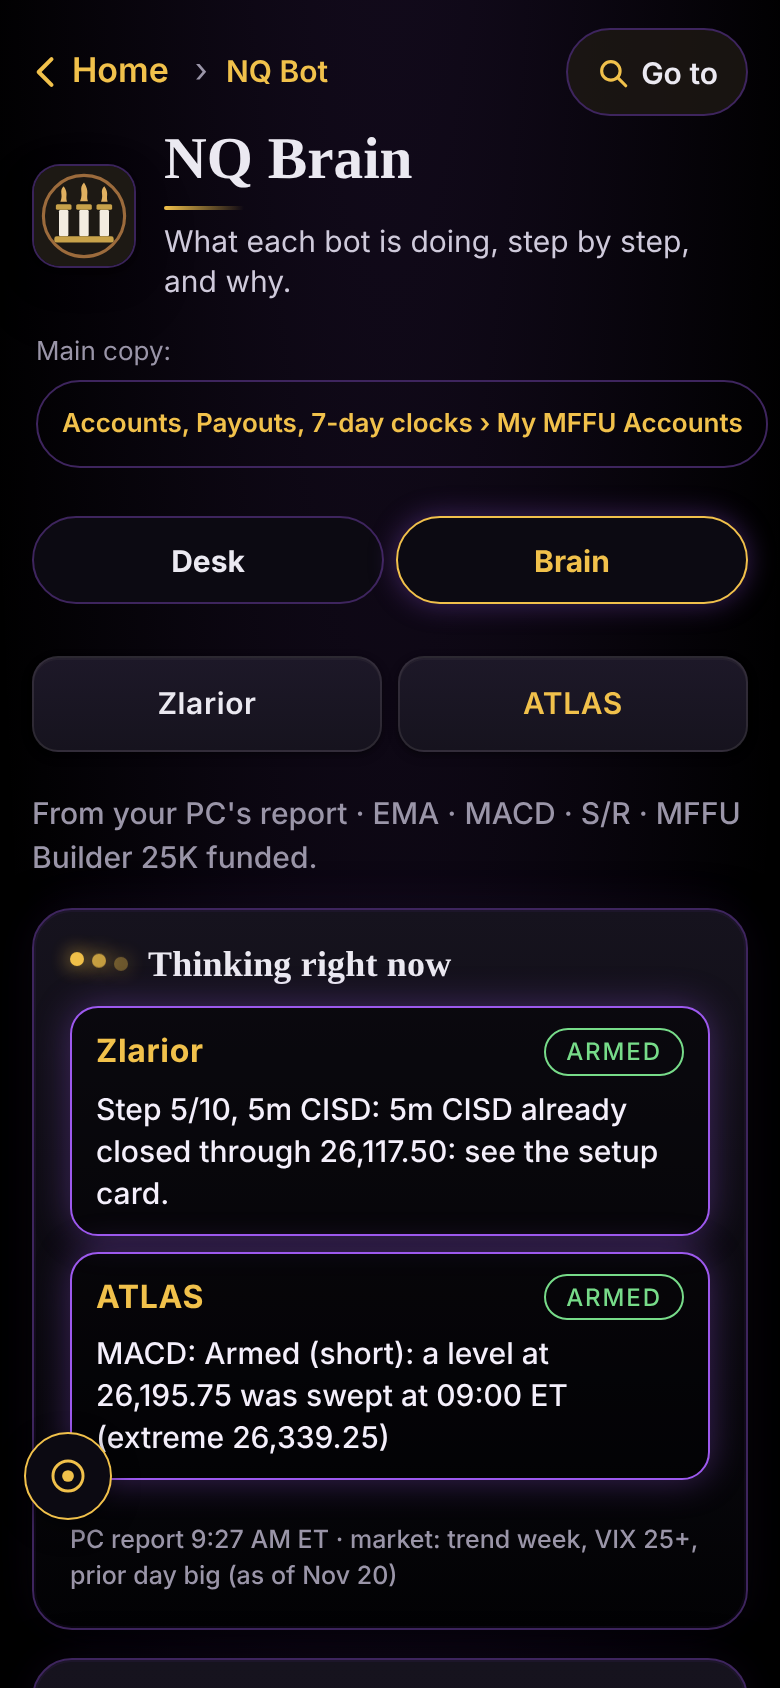 Home › NQ Bot
Go to
NQ Brain
What each bot is doing, step by step,
and why.
Main copy:
Accounts, Payouts, 7-day clocks › My MFFU Accounts
Desk
Brain
Zlarior
ATLAS
From your PC's report · EMA · MACD · S/R · MFFU
Builder 25K funded.
Thinking right now
Zlarior
ARMED
Step 5/10, 5m CISD: 5m CISD already
closed through 26,117.50: see the setup
card.
ATLAS
ARMED
MACD: Armed (short): a level at
26,195.75 was swept at 09:00 ET
(extreme 26,339.25)
PC report 9:27 AM ET · market: trend week, VIX 25+,
prior day big (as of Nov 20)